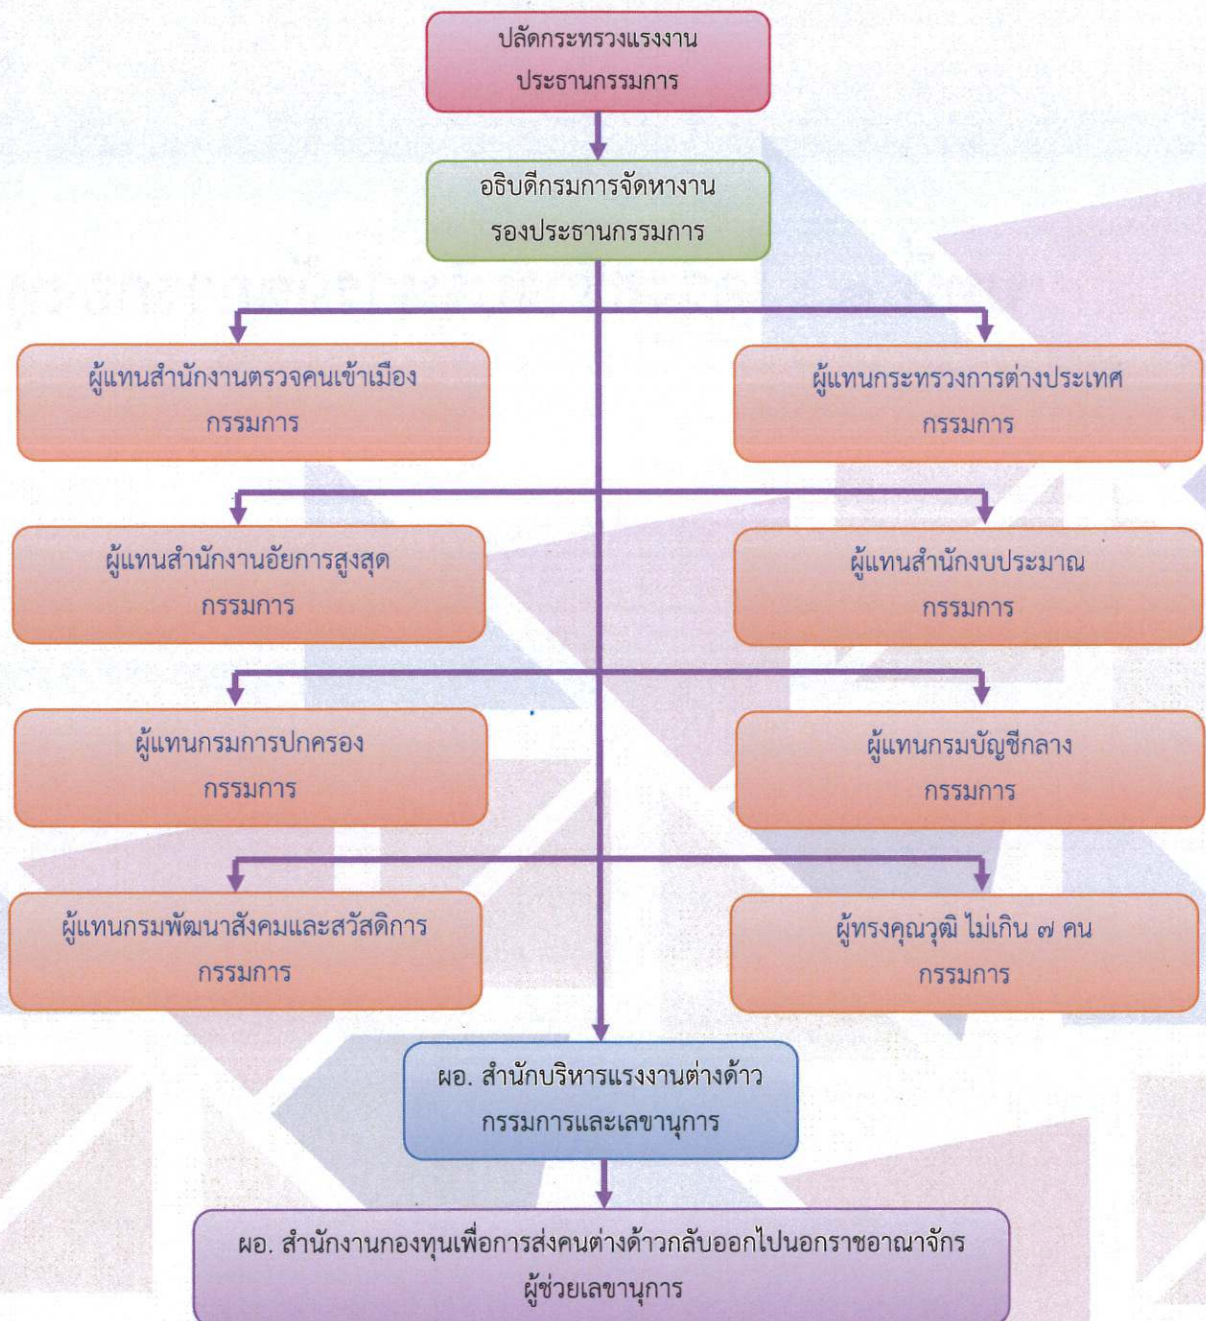 ปลัดกระทรวงแรงงาน
ประธานกรรมการ
อธิบดีกรมการจัดหางาน
รองประธานกรรมการ
ผู้แทนสำนักงานตรวจคนเข้าเมือง
กรรมการ
ผู้แทนกระทรวงการต่างประเทศ
กรรมการ
ผู้แทนสำนักงานอัยการสูงสุด
กรรมการ
ผู้แทนสำนักงบประมาณ
กรรมการ
ผู้แทนกรมการปกครอง
กรรมการ
ผู้แทนกรมบัญชีกลาง
กรรมการ
ผู้แทนกรมพัฒนาสังคมและสวัสดิการ
กรรมการ
ผู้ทรงคุณวุฒิ ไม่เกิน ๗ คน
กรรมการ
ผอ. สำนักบริหารแรงงานต่างด้าว
กรรมการและเลขานุการ
ผอ. สำนักงานกองทุนเพื่อการส่งคนต่างด้าวกลับออกไปนอกราชอาณาจักร
ผู้ช่วยเลขานุการ